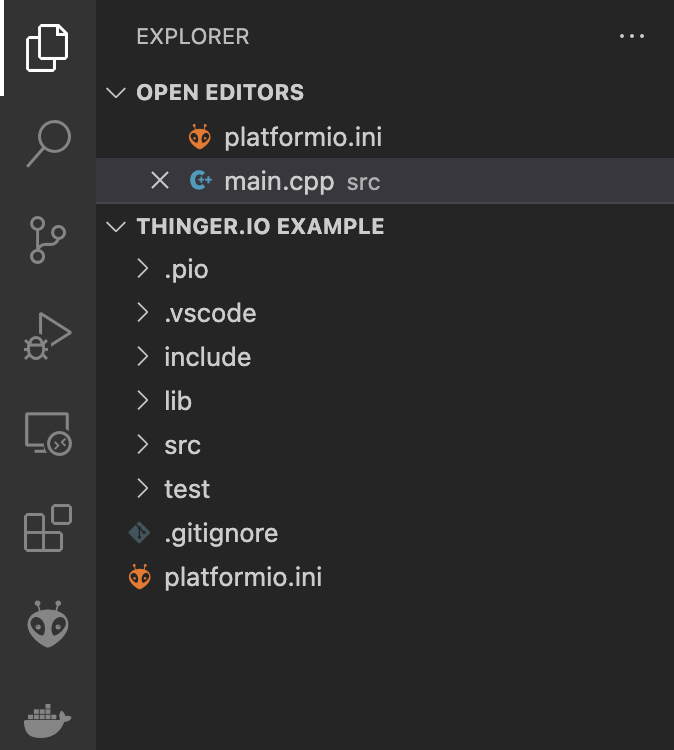 EXPLORER
OPEN EDITORS
platformio.ini
main.cpp src
THINGER.IO EXAMPLE
.pio
.vscode
include
lib
src
test
.gitignore
platformio.ini